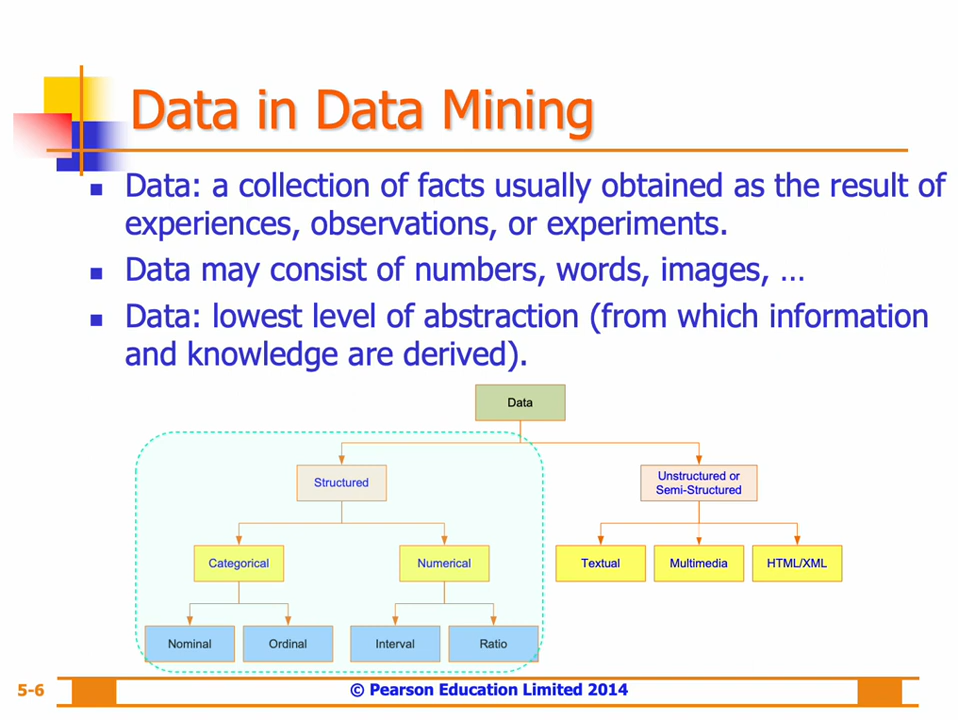 Data in Data Mining
Data: a collection of facts usually obtained as the result of
experiences, observations, or experiments.
Data may consist of numbers, words, images, …
Data: lowest level of abstraction (from which information
and knowledge are derived).
Data
Structured
Unstructured or
Semi-Structured
Categorical
Numerical
Textual
Multimedia
HTML/XML
Nominal
Ordinal
Interval
Ratio
5-6
© Pearson Education Limited 2014